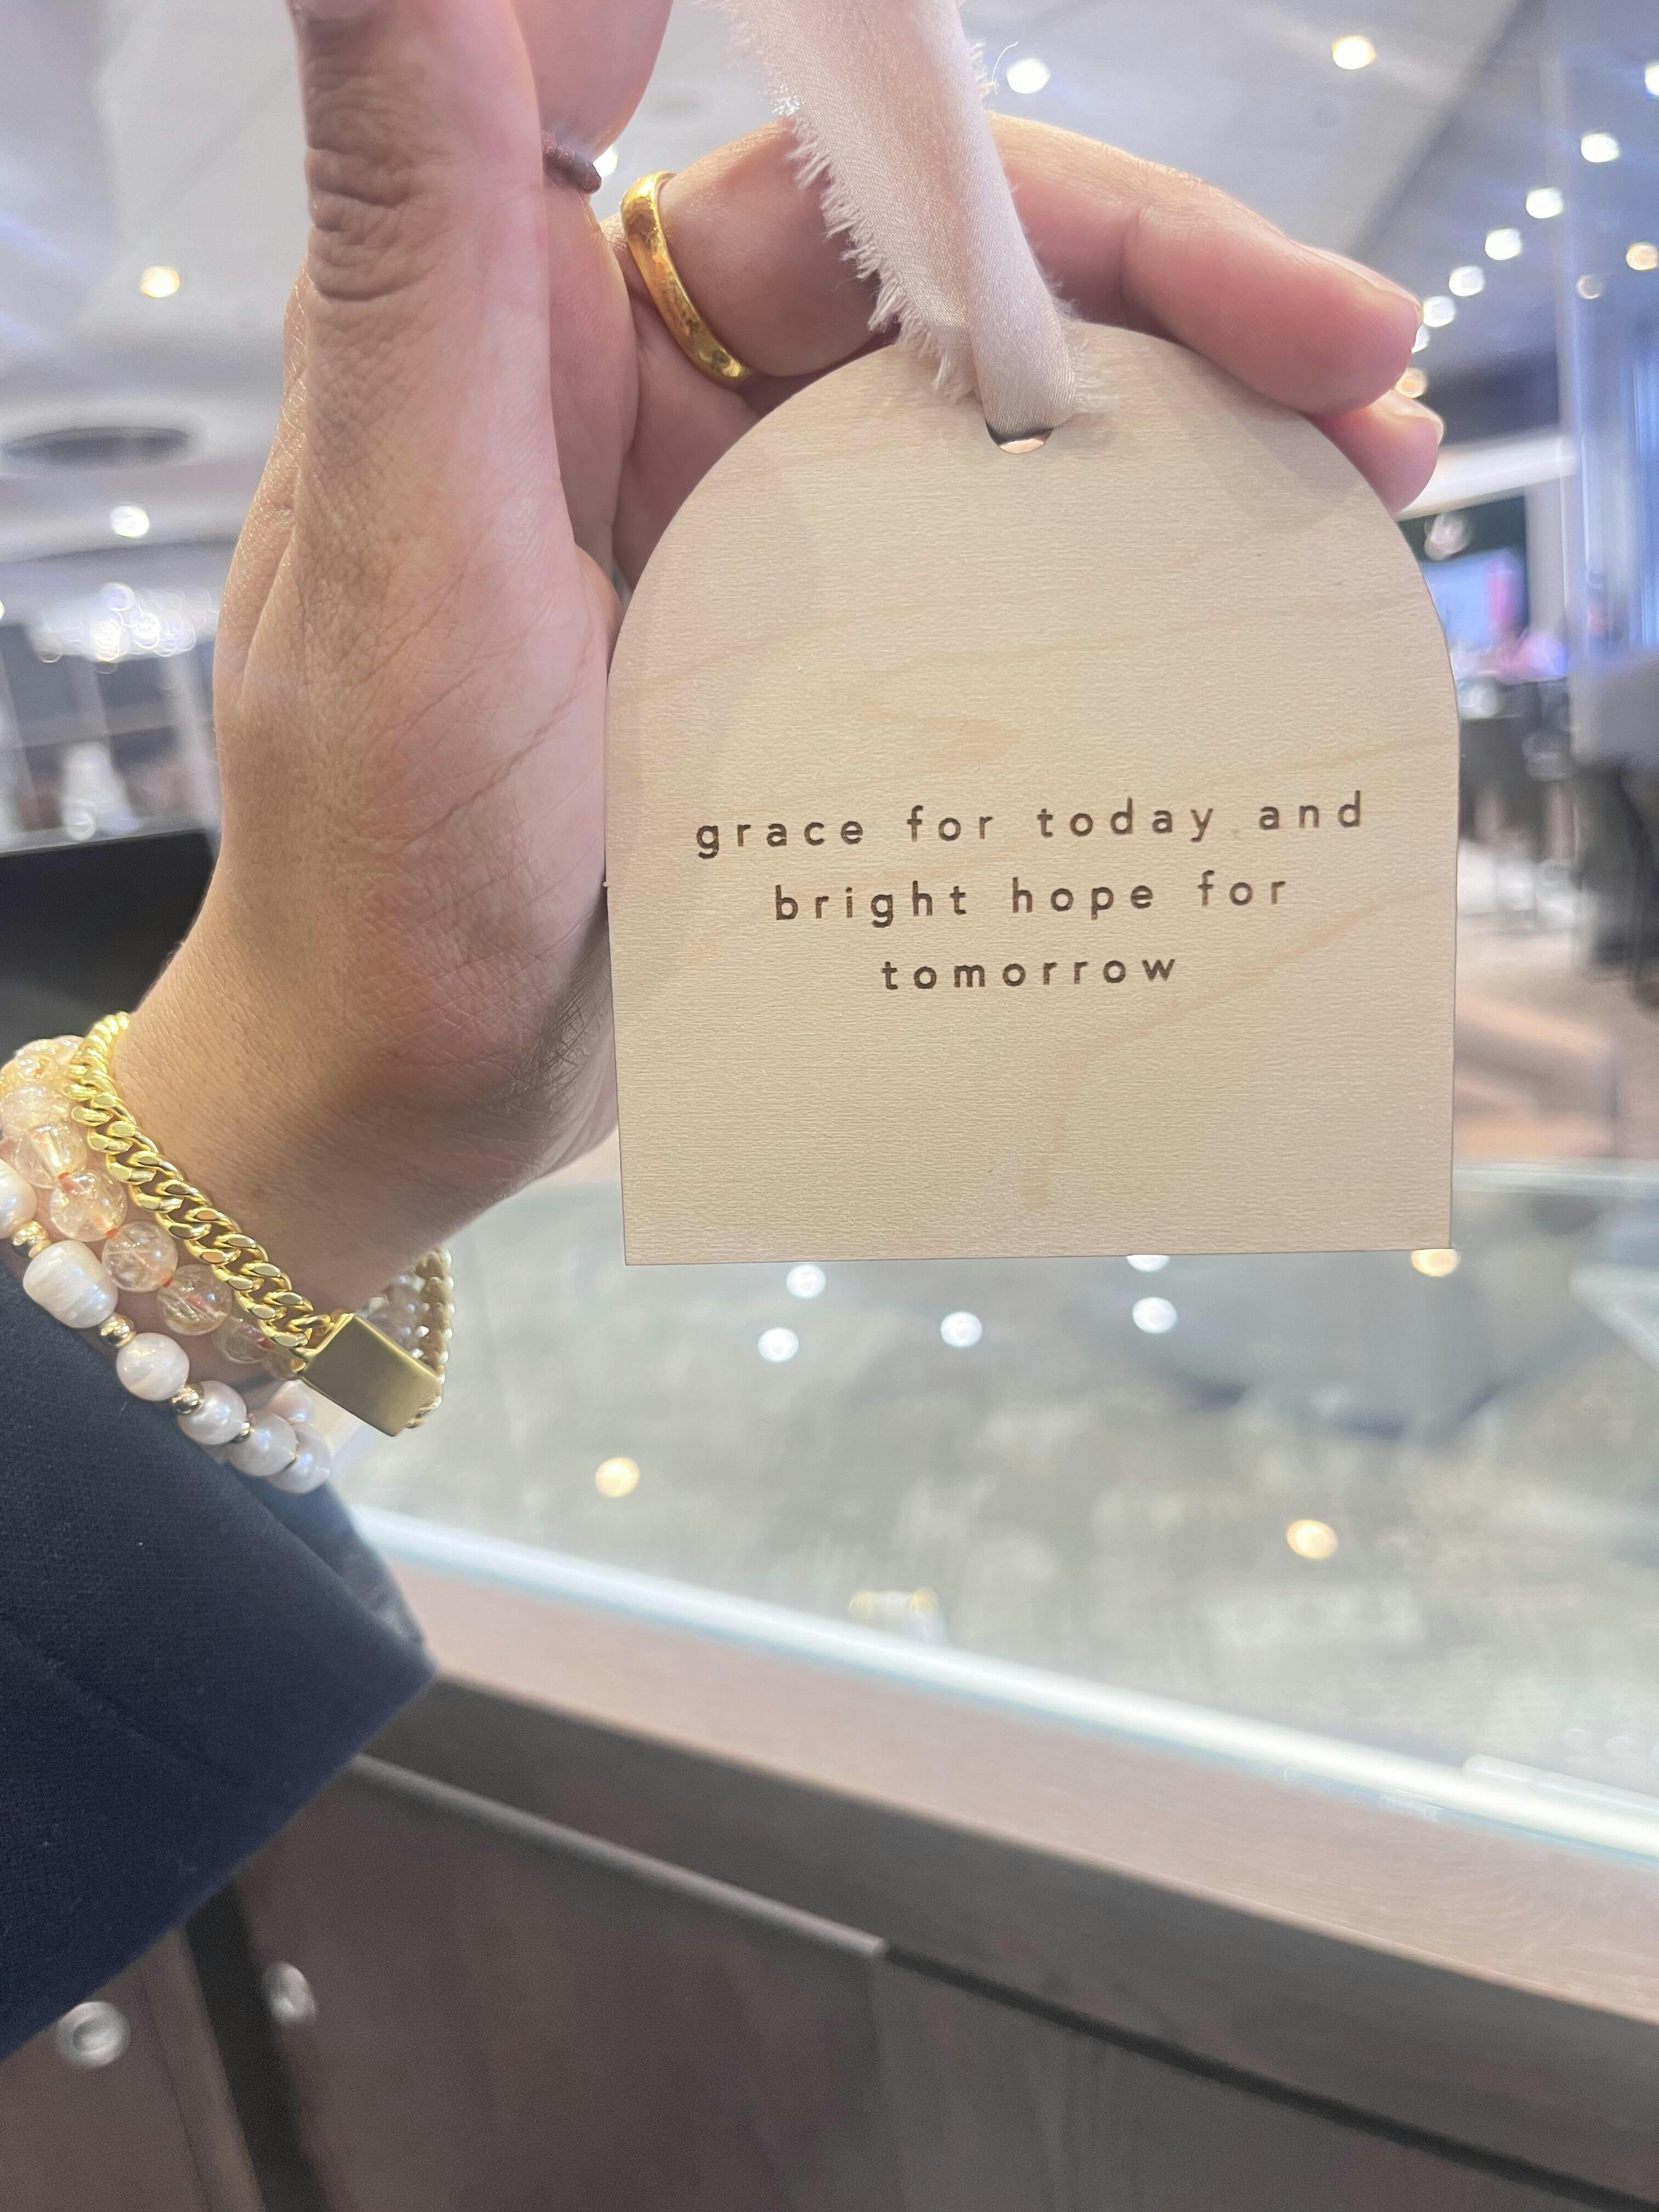 grace for today and
bright hope for
tomorrow